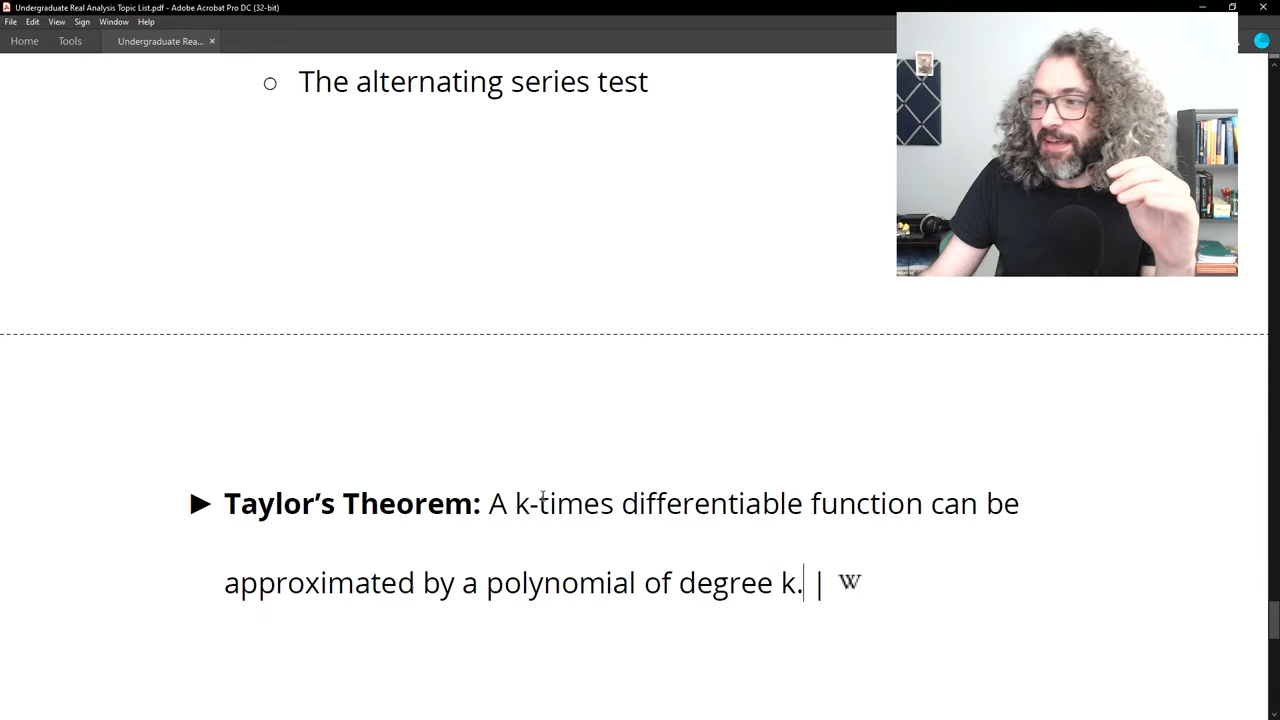 Undergraduate Real Analysis Topic List.pdf - Adobe Acrobat Pro DC (32-bit)
File Edit View Sign Window Help
Home Tools Undergraduate Rea... ×
○ The alternating series test
► Taylor’s Theorem: A k-times differentiable function can be
approximated by a polynomial of degree k. | W